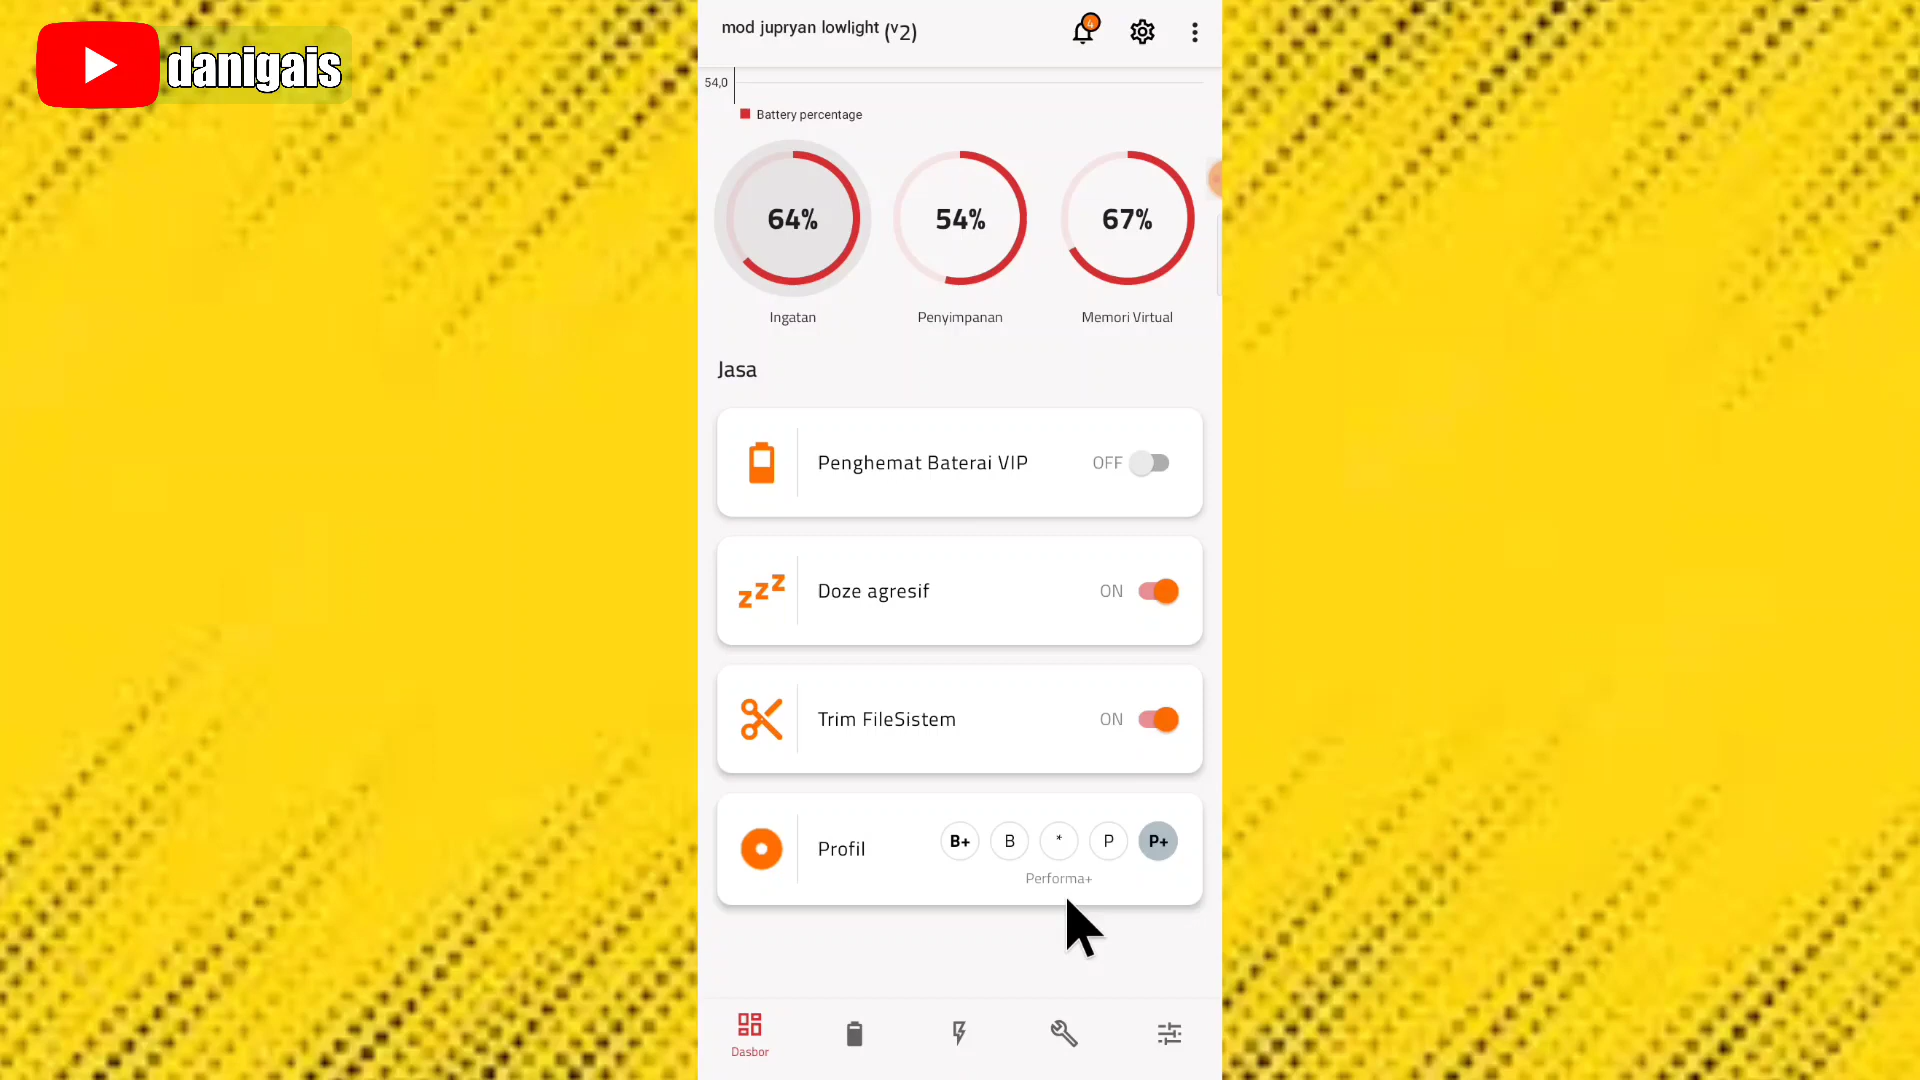 danigais
mod jupryan lowlight (v2)
4
54,0
Battery percentage
64%
54%
67%
Ingatan
Penyimpanan
Memori Virtual
Jasa
Penghemat Baterai VIP
OFF
Doze agresif
ON
Trim FileSistem
ON
Profil
B+
B
*
P
P+
Performa+
Dasbor